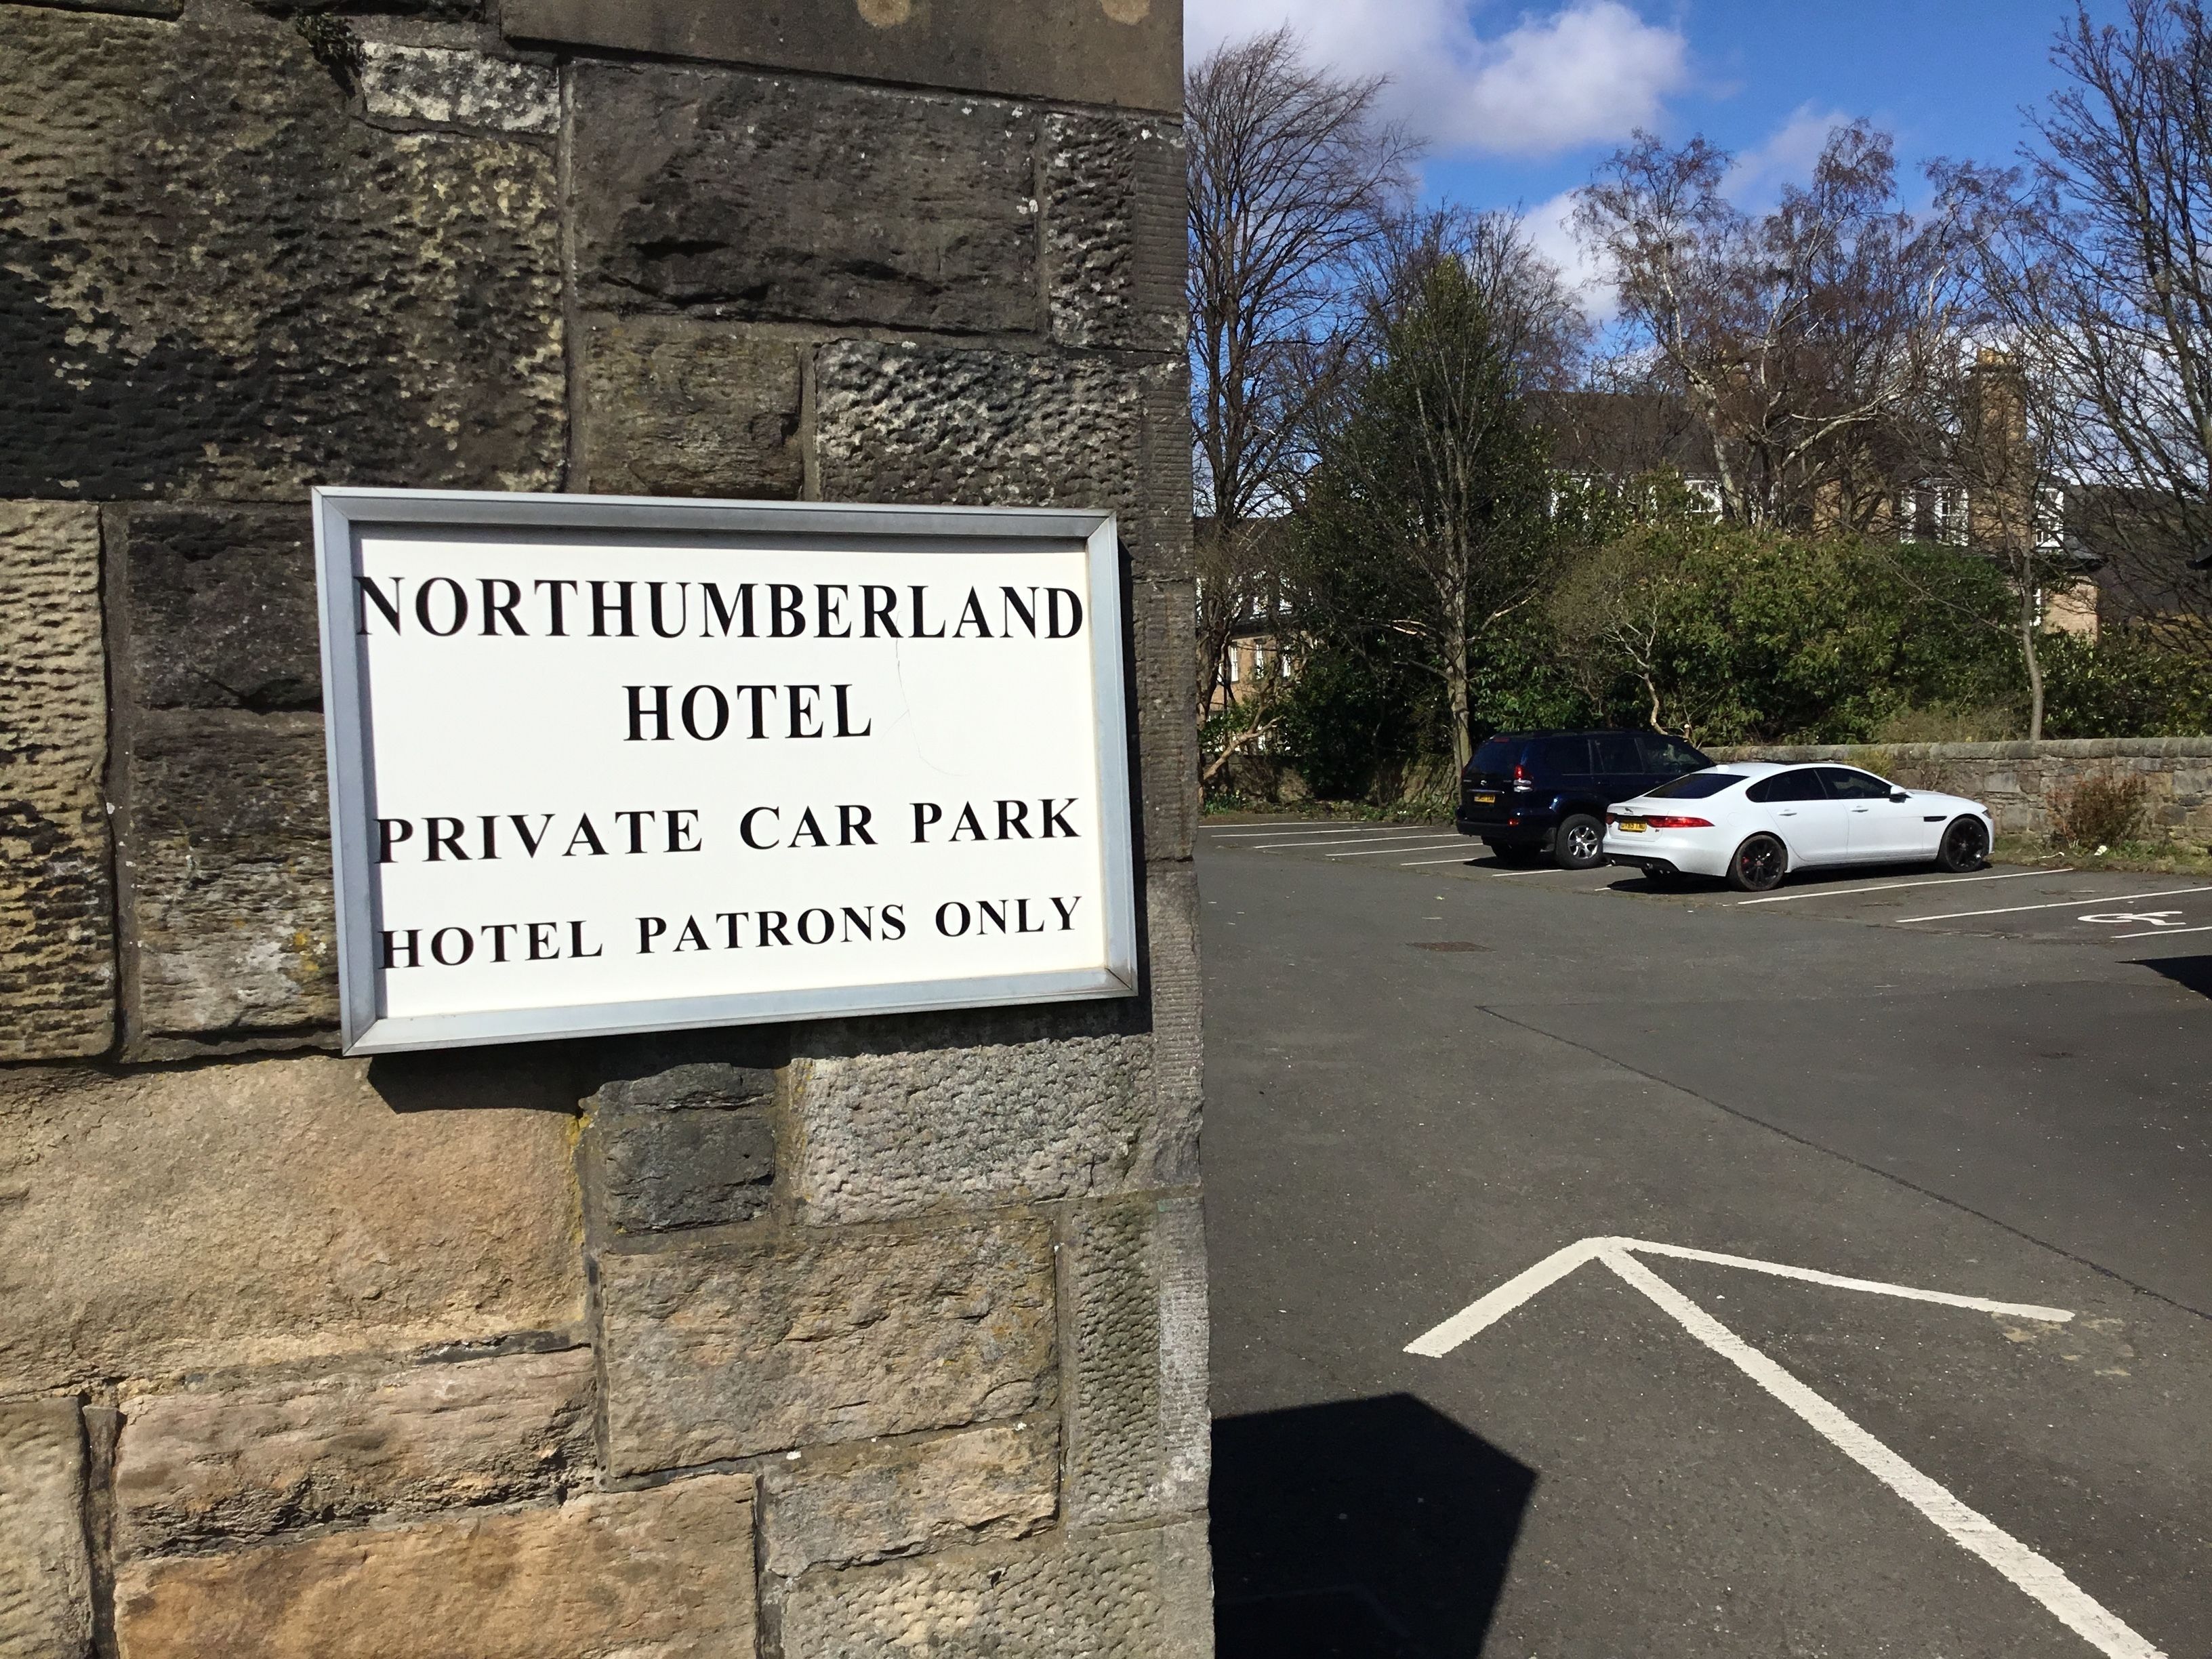 NORTHUMBERLAND
HOTEL
PRIVATE CAR PARK
HOTEL PATRONS ONLY